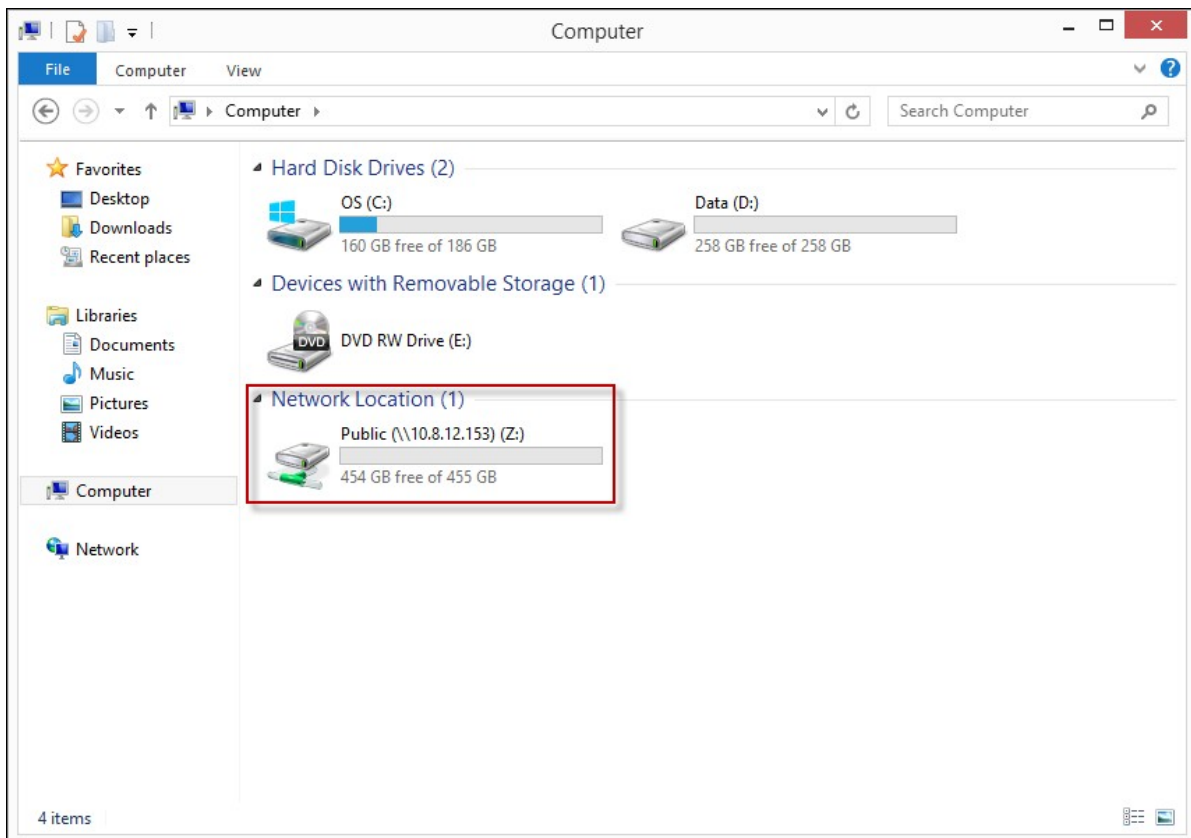 Computer
File Computer View
Computer
Search Computer
Favorites
Desktop
Downloads
Recent places
Libraries
Documents
Music
Pictures
Videos
Computer
Network
Hard Disk Drives (2)
OS (C:)
160 GB free of 186 GB
Data (D:)
258 GB free of 258 GB
Devices with Removable Storage (1)
DVD
DVD RW Drive (E:)
Network Location (1)
Public (\\10.8.12.153) (Z:)
454 GB free of 455 GB
4 items